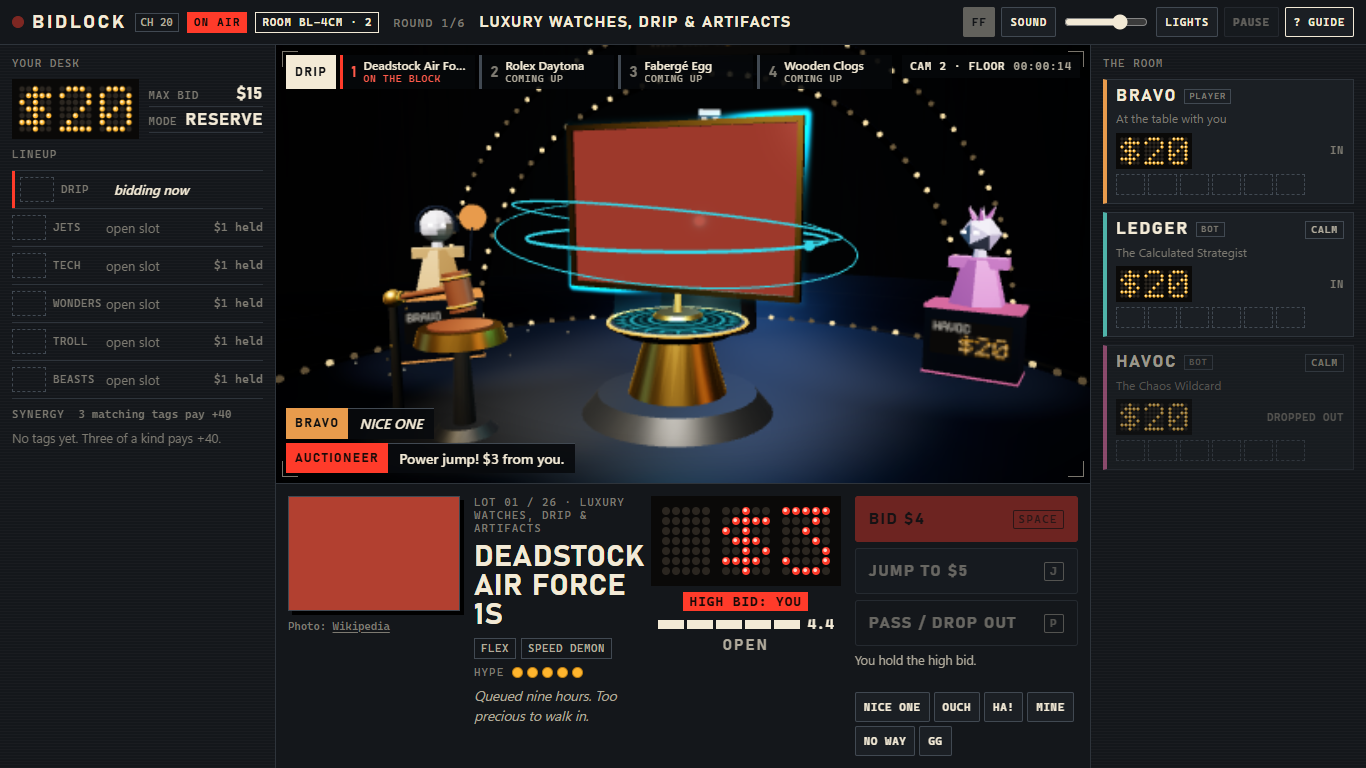 BIDLOCK CH 20 ON AIR ROOM BL–4CM · 2 ROUND 1/6 LUXURY WATCHES, DRIP & ARTIFACTS FF SOUND LIGHTS PAUSE ? GUIDE
YOUR DESK
$20
MAX BID $15
MODE RESERVE
LINEUP
DRIP bidding now
JETS open slot $1 held
TECH open slot $1 held
WONDERS open slot $1 held
TROLL open slot $1 held
BEASTS open slot $1 held
SYNERGY 3 matching tags pay +40
No tags yet. Three of a kind pays +40.
DRIP
1 Deadstock Air Fo...
ON THE BLOCK
2 Rolex Daytona
COMING UP
3 Fabergé Egg
COMING UP
4 Wooden Clogs
COMING UP
CAM 2 · FLOOR 00:00:14
BRAVO
HAVOC
$20
BRAVO NICE ONE
AUCTIONEER Power jump! $3 from you.
Photo: Wikipedia
LOT 01 / 26 · LUXURY
WATCHES, DRIP &
ARTIFACTS
DEADSTOCK
AIR FORCE
1S
FLEX SPEED DEMON
HYPE
Queued nine hours. Too
precious to walk in.
$3
HIGH BID: YOU
4.4
OPEN
BID $4 SPACE
JUMP TO $5 J
PASS / DROP OUT P
You hold the high bid.
NICE ONE OUCH HA! MINE
NO WAY GG
THE ROOM
BRAVO PLAYER
At the table with you
$20 IN
LEDGER BOT CALM
The Calculated Strategist
$20 IN
HAVOC BOT CALM
The Chaos Wildcard
$20 DROPPED OUT